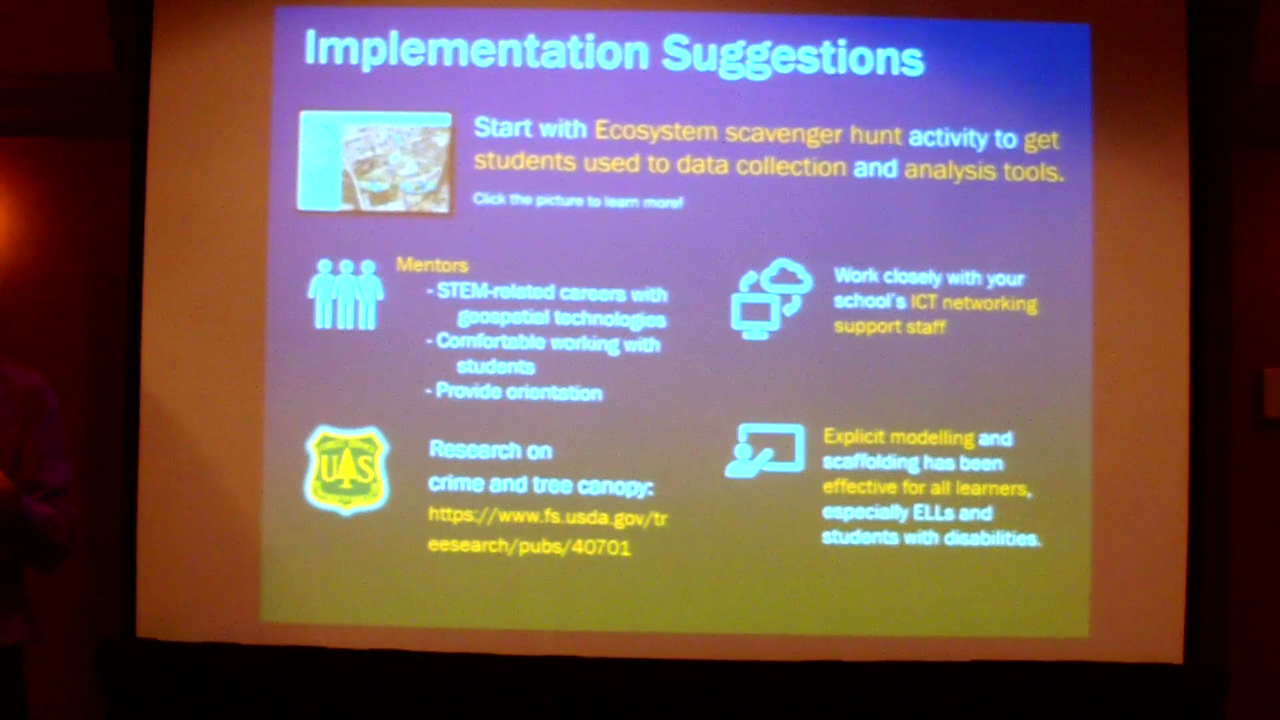 Implementation Suggestions
Start with Ecosystem scavenger hunt activity to get
students used to data collection and analysis tools.
Click the picture to learn more!
Mentors
- STEM-related careers with
geospatial technologies
- Comfortable working with
students
- Provide orientation
Work closely with your
school's ICT networking
support staff
UAS
Research on
crime and tree canopy:
https://www.fs.usda.gov/tr
eesearch/pubs/40701
Explicit modelling and
scaffolding has been
effective for all learners,
especially ELLs and
students with disabilities.